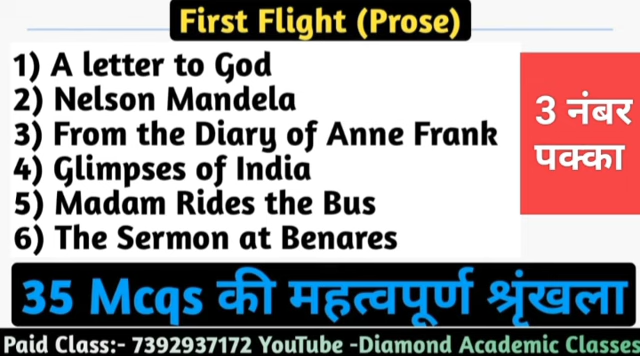 First Flight (Prose)
1) A letter to God
2) Nelson Mandela
3) From the Diary of Anne Frank
4) Glimpses of India
5) Madam Rides the Bus
6) The Sermon at Benares
3 नंबर
पक्का
35 Mcqs की महत्वपूर्ण श्रृंखला
Paid Class:- 7392937172 YouTube -Diamond Academic Classes